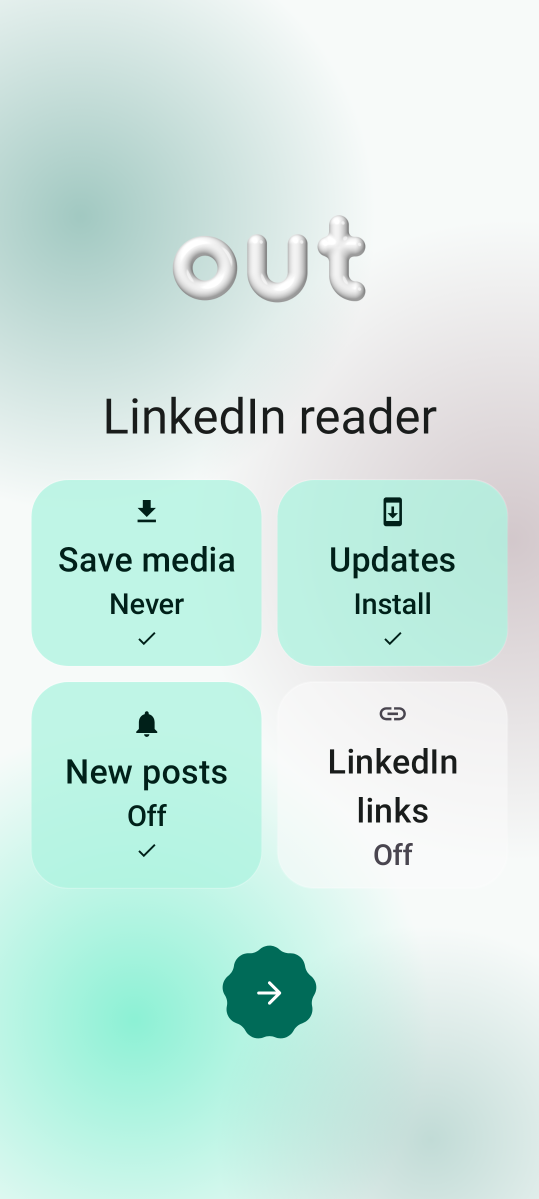 out
LinkedIn reader
Save media
Never
Updates
Install
New posts
Off
LinkedIn
links
Off